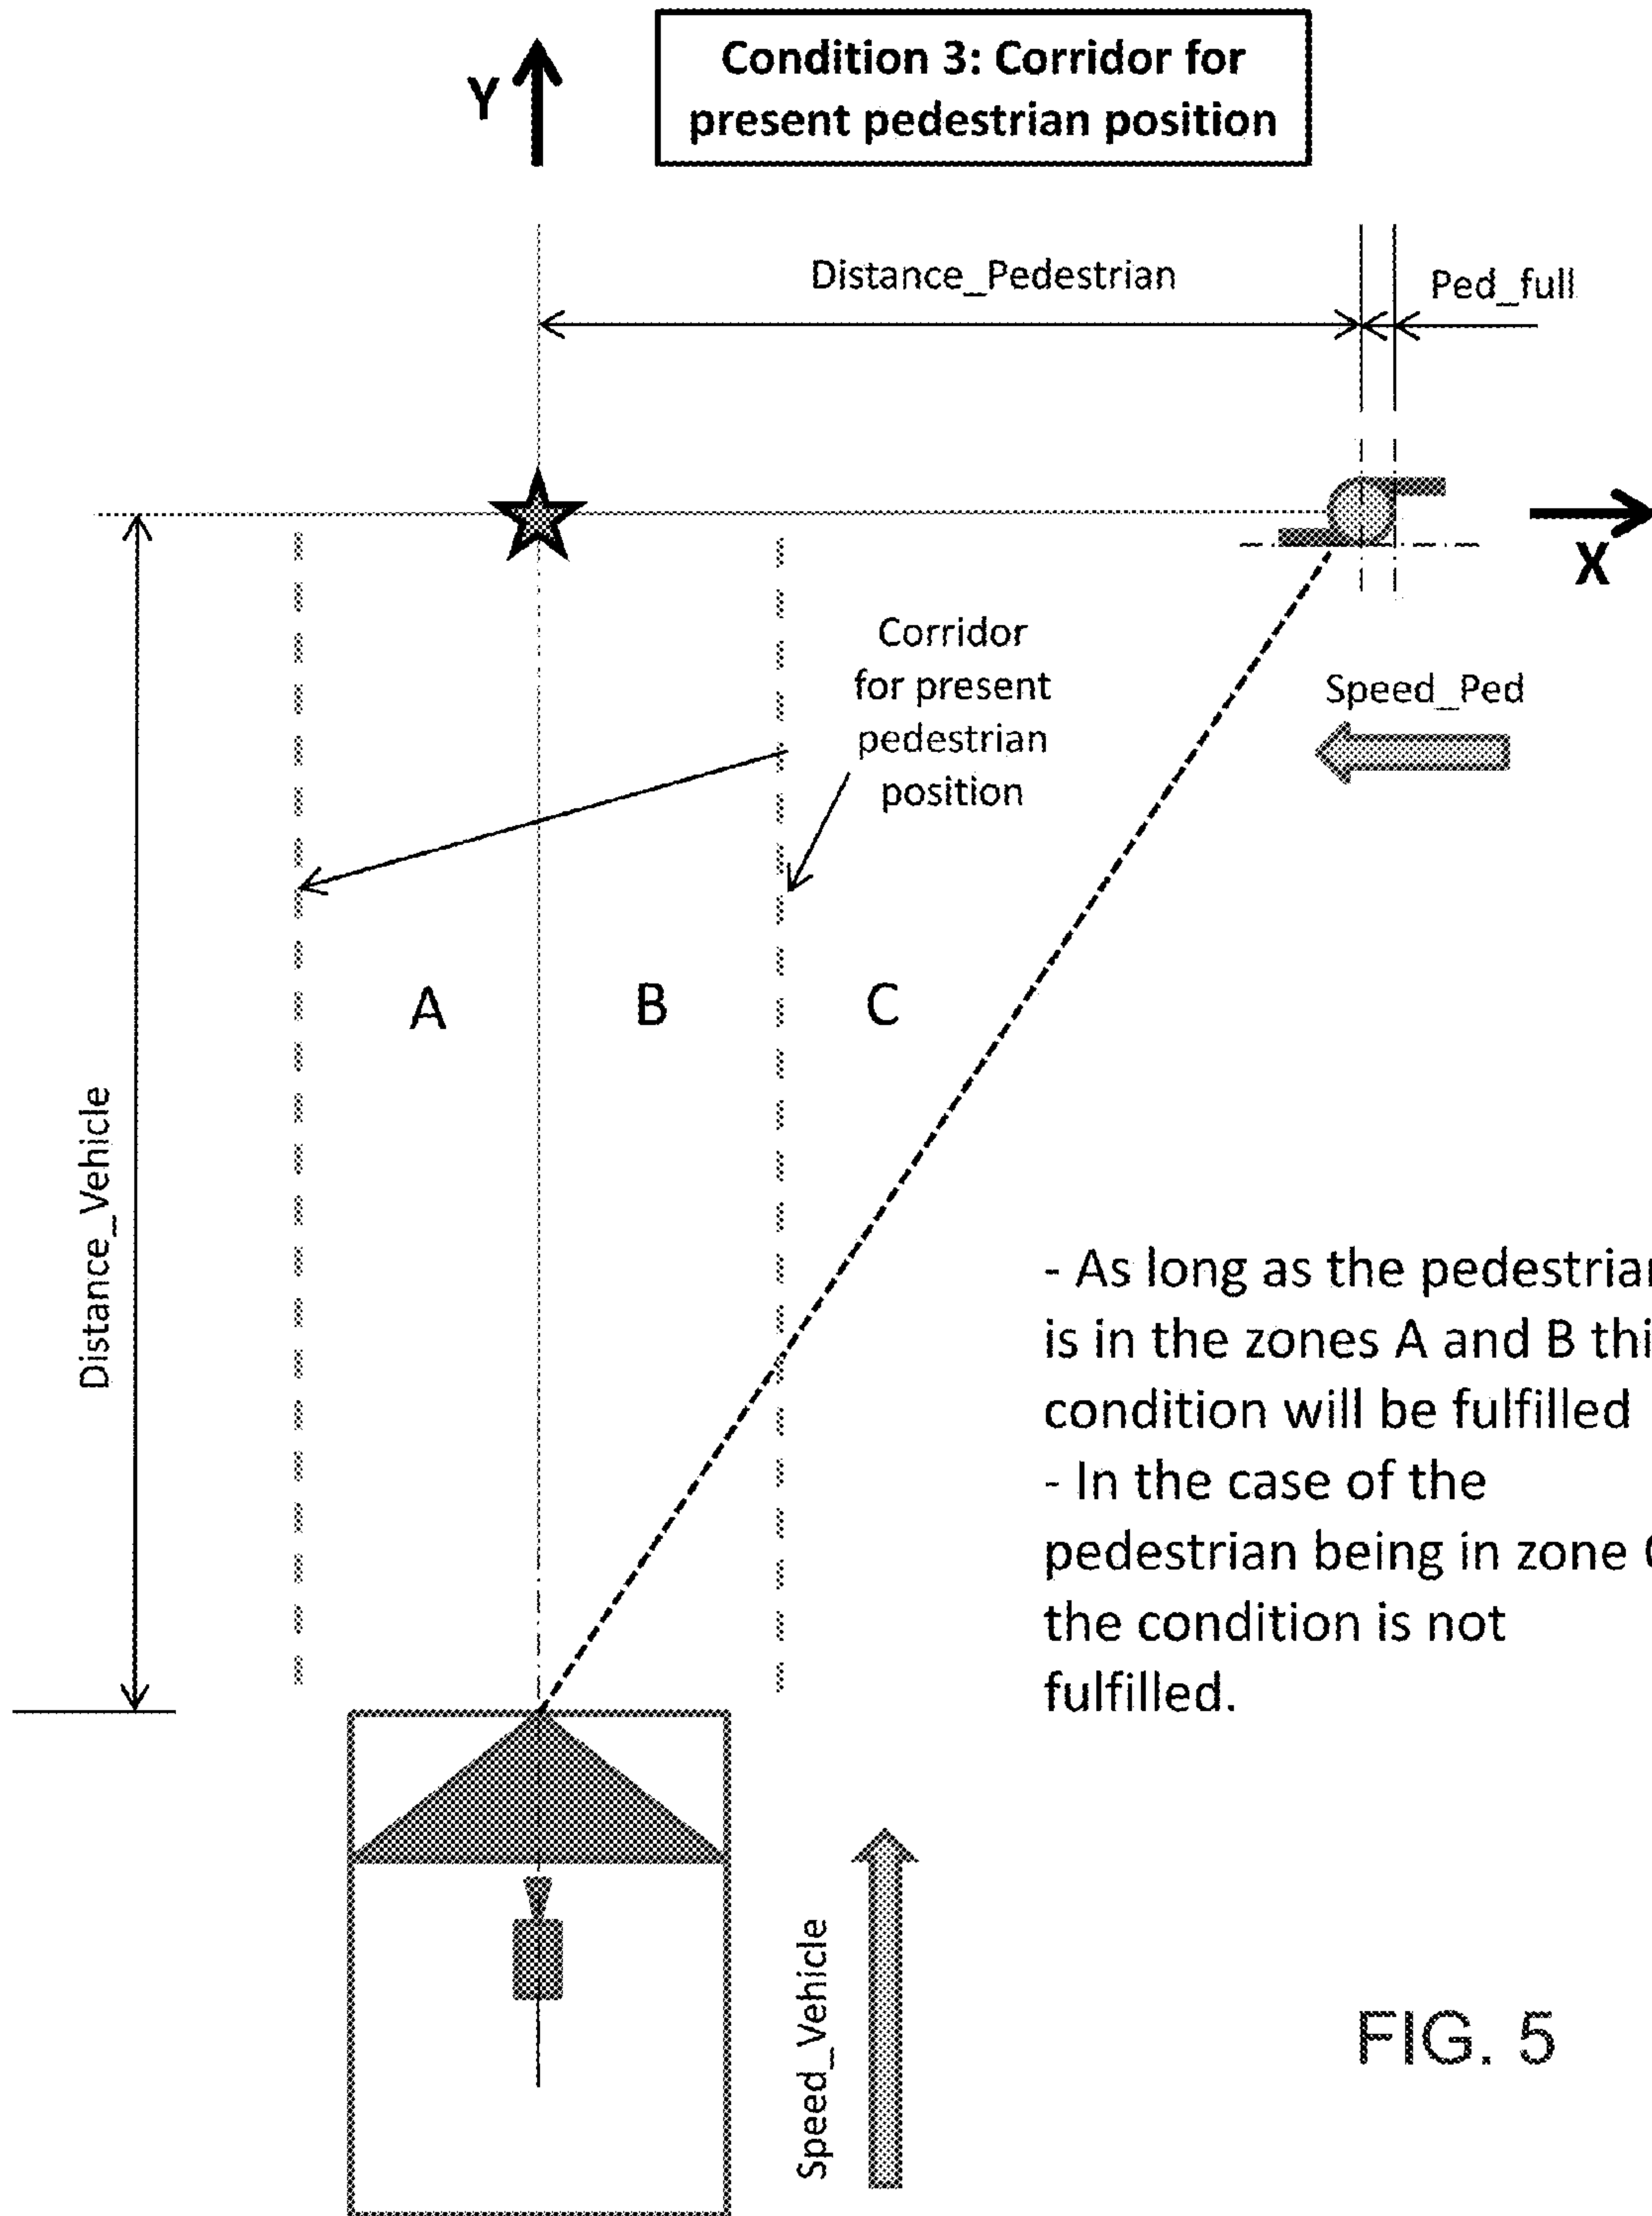 Condition 3: Corridor for
present pedestrian position
Y
Distance_Pedestrian
Ped_full
X
Corridor
for present
pedestrian
position
Speed_Ped
A
B
C
Distance_Vehicle
- As long as the pedestrian
is in the zones A and B thi
condition will be fulfilled
- In the case of the
pedestrian being in zone C
the condition is not
fulfilled.
Speed_Vehicle
FIG. 5